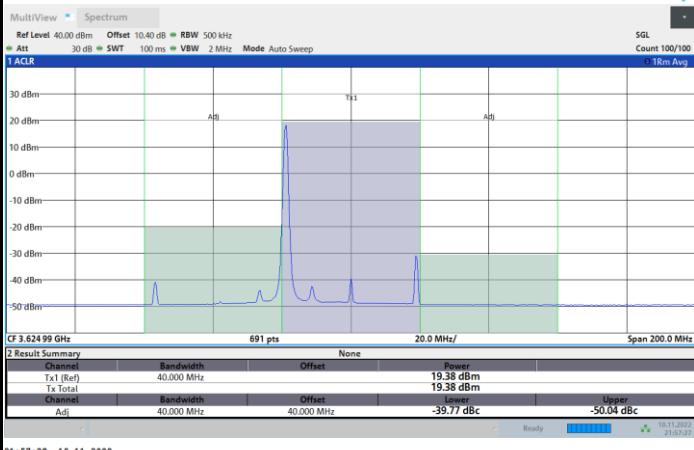 MultiView Spectrum
Ref Level 40.00 dBm Offset 10.40 dB RBW 500 kHz SGL
Att 30 dB SWT 100 ms VBW 2 MHz Mode Auto Sweep Count 100/100
1 ACLR 1Rm Avg
30 dBm
Tx1
20 dBm Adj Adj
10 dBm
0 dBm
-10 dBm
-20 dBm
-30 dBm
-40 dBm
-50 dBm
CF 3.624 99 GHz 691 pts 20.0 MHz/ Span 200.0 MHz
2 Result Summary None
Channel Bandwidth Offset Power
Tx1 (Ref) 40.000 MHz 19.38 dBm
Tx Total 19.38 dBm
Channel Bandwidth Offset Lower Upper
Adj 40.000 MHz 40.000 MHz -39.77 dBc -50.04 dBc
Ready 10.11.2022
21:57:27